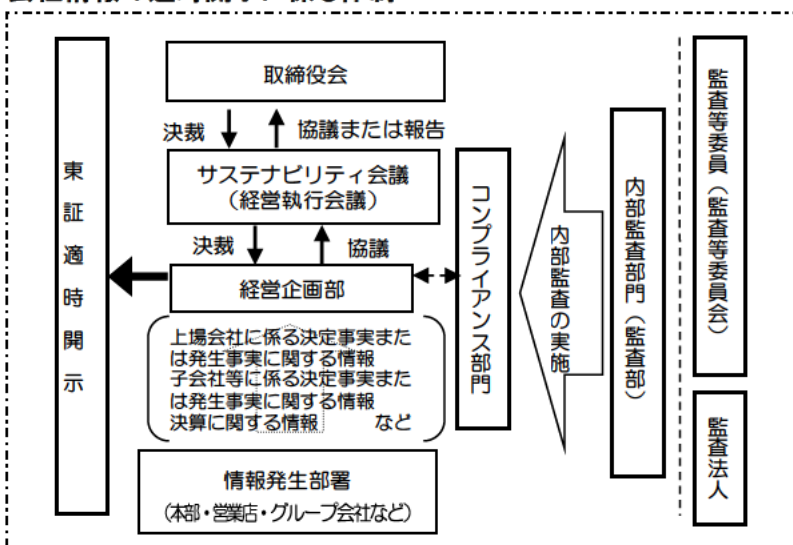 取締役会
決裁
協議または報告
サステナビリティ会議
（経営執行会議）
決裁
協議
経営企画部
上場会社に係る決定事実また
は発生事実に関する情報
子会社等に係る決定事実また
は発生事実に関する情報
決算に関する情報 など
情報発生部署
（本部・営業店・グループ会社など）
東証適時開示
コンプライアンス部門
内部監査の実施
内部監査部門（監査部）
監査等委員（監査等委員会）
監査法人